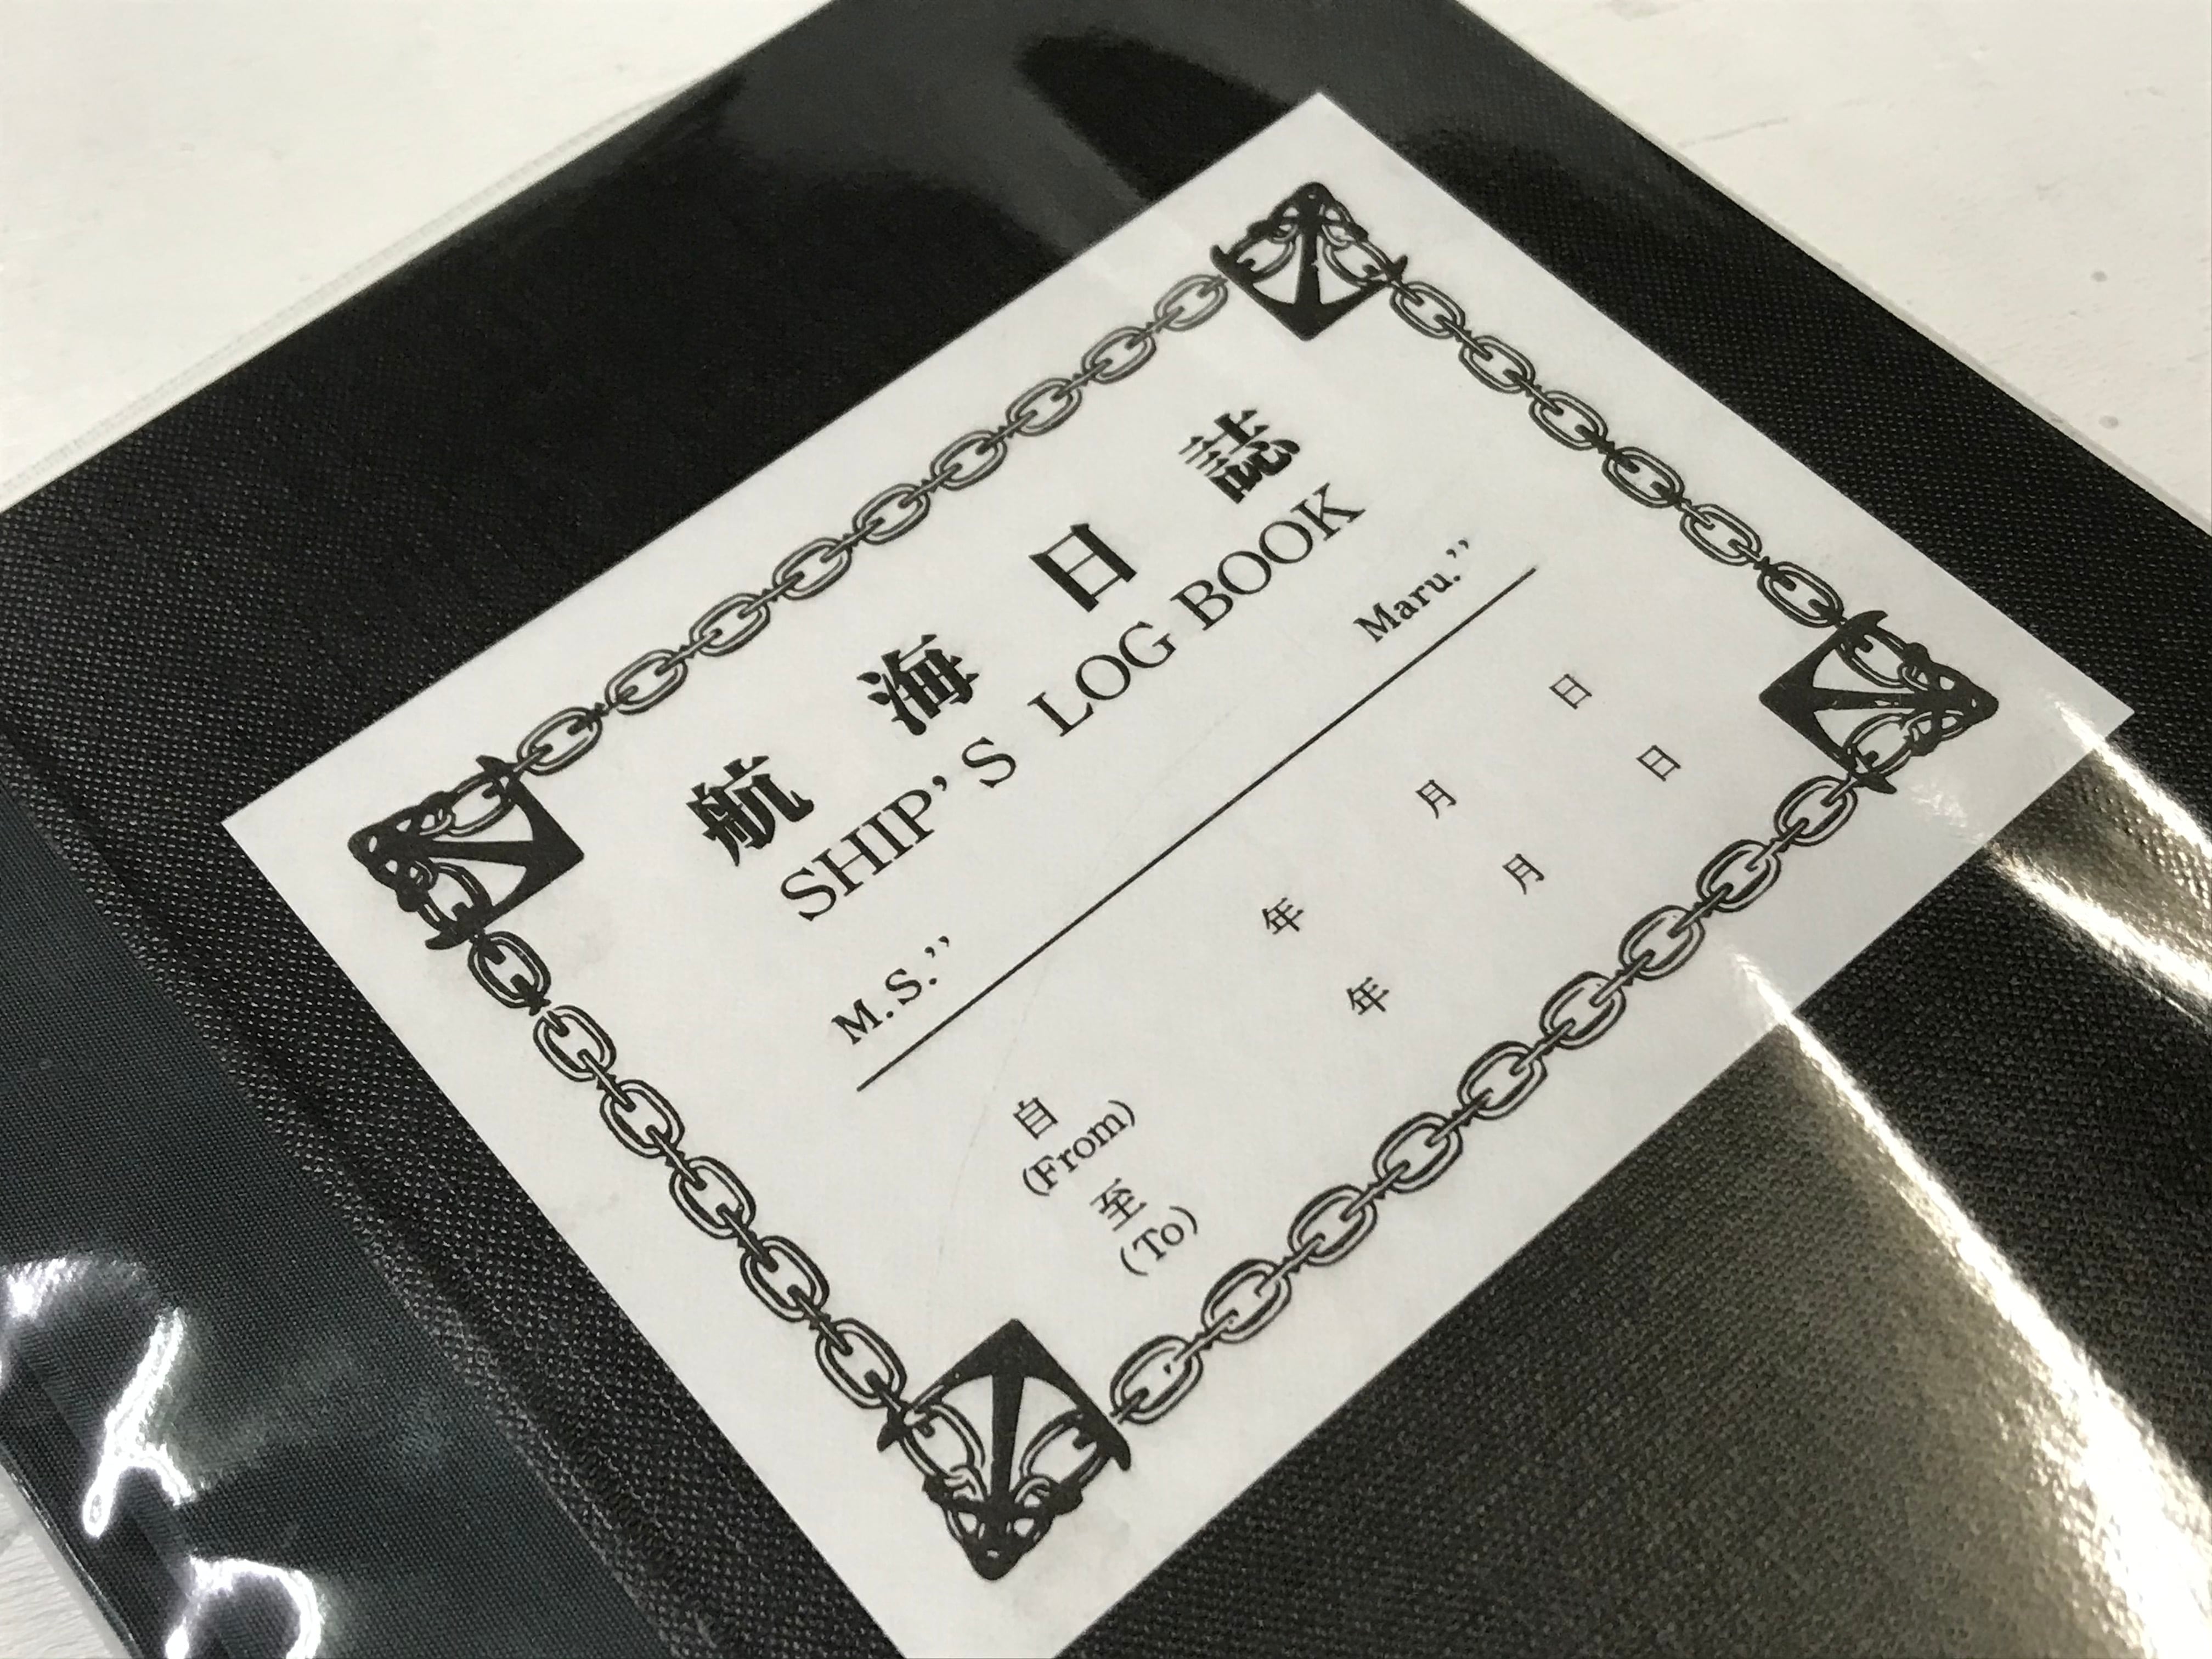 航海日誌
SHIP'S LOG BOOK
M.S.” Maru.”
自 年 月 日
(From)
至 年 月 日
(To)